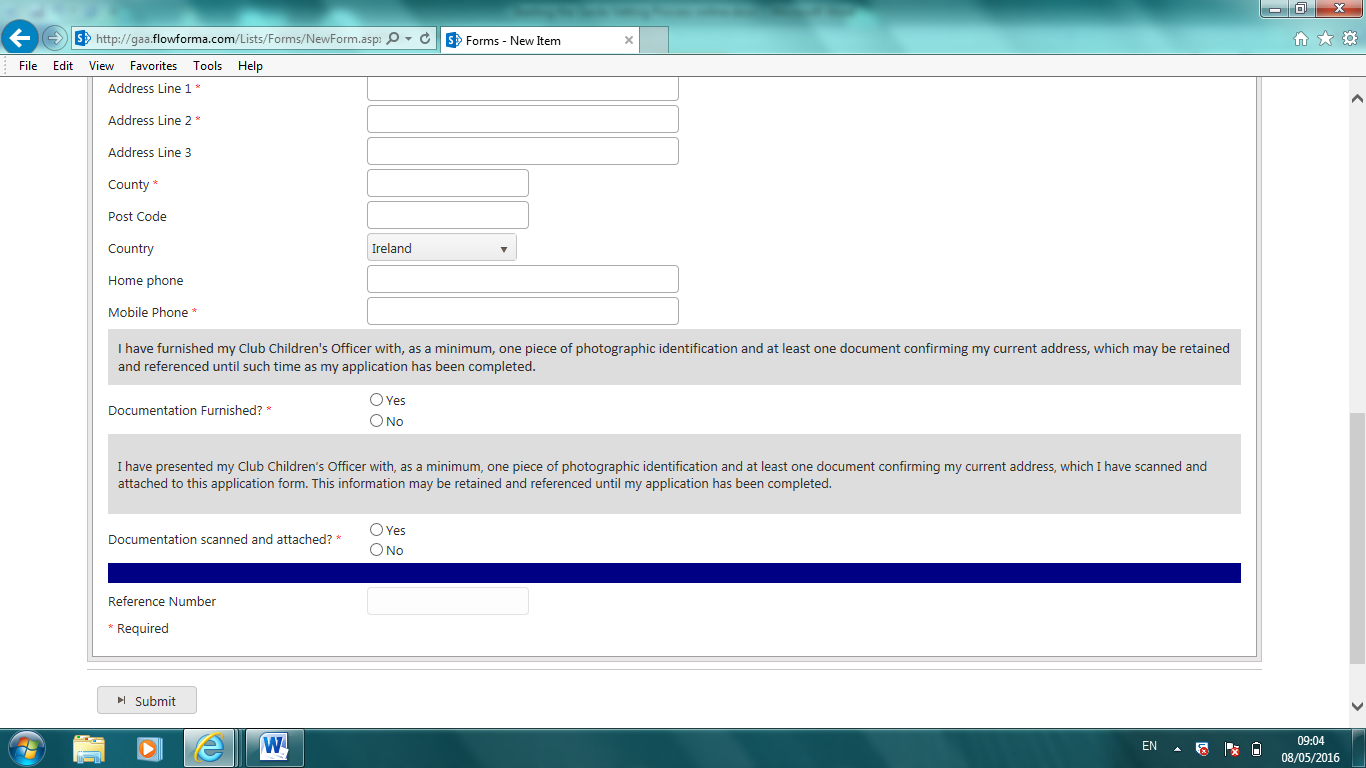 http://gaa.flowforma.com/Lists/Forms/NewForm.asp:
Forms - New Item
File Edit View Favorites Tools Help
Address Line 1 *
Address Line 2 *
Address Line 3
County *
Post Code
Country
Ireland
Home phone
Mobile Phone *
I have furnished my Club Children's Officer with, as a minimum, one piece of photographic identification and at least one document confirming my current address, which may be retained
and referenced until such time as my application has been completed.
Documentation Furnished? *
Yes
No
I have presented my Club Children's Officer with, as a minimum, one piece of photographic identification and at least one document confirming my current address, which I have scanned and
attached to this application form. This information may be retained and referenced until my application has been completed.
Documentation scanned and attached? *
Yes
No
Reference Number
* Required
Submit
EN
09:04
08/05/2016